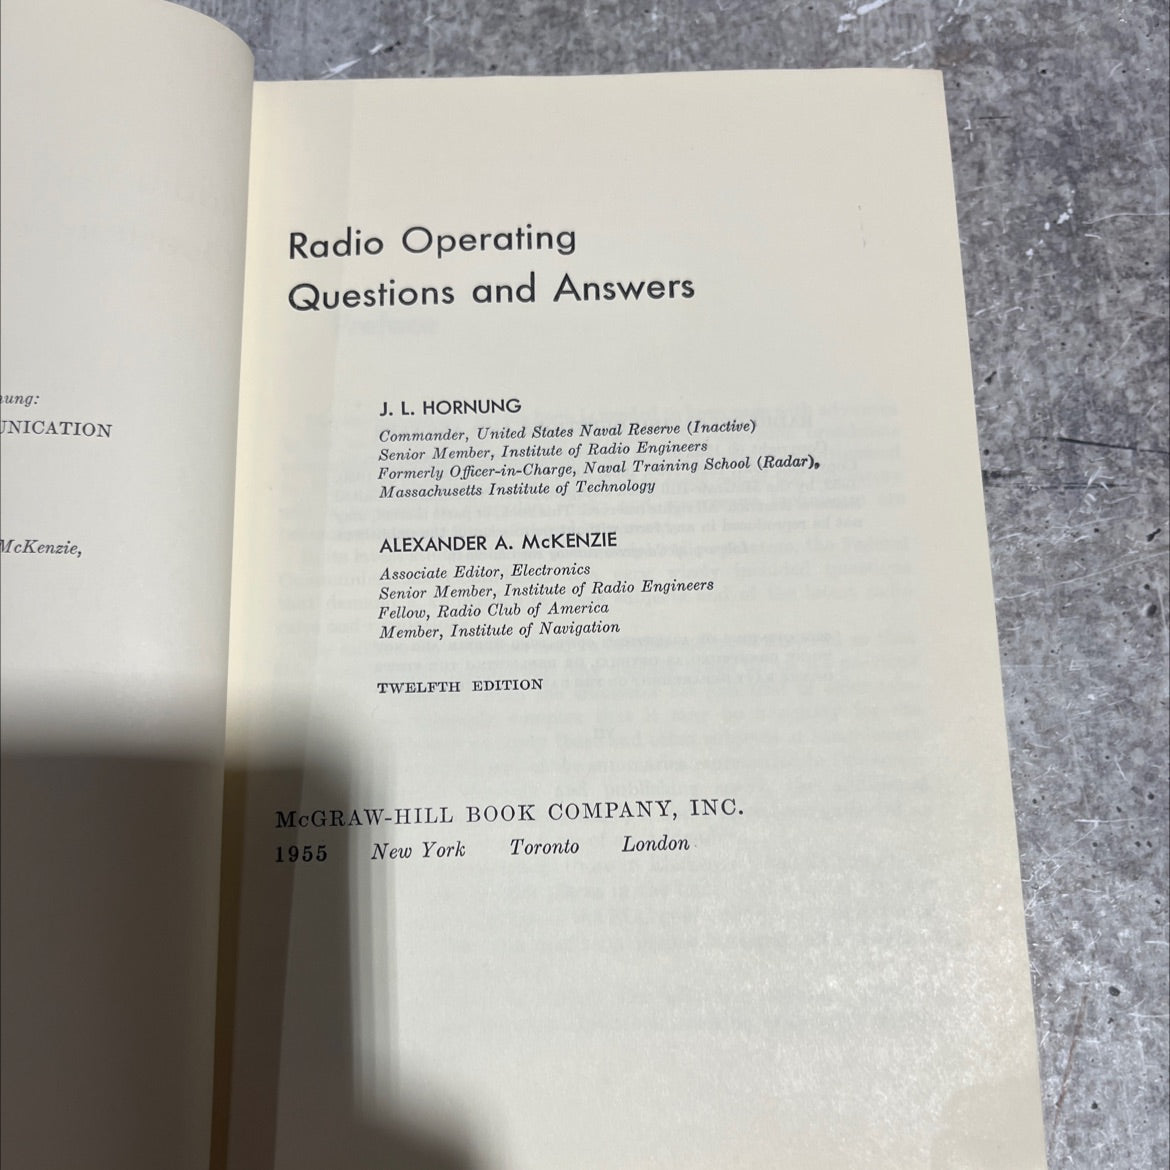 Radio Operating
Questions and Answers
J. L. HORNUNG
Commander, United States Naval Reserve (Inactive)
Senior Member, Institute of Radio Engineers
Formerly Officer-in-Charge, Naval Training School (Radar),
Massachusetts Institute of Technology
ALEXANDER A. McKENZIE
Associate Editor, Electronics
Senior Member, Institute of Radio Engineers
Fellow, Radio Club of America
Member, Institute of Navigation
TWELFTH EDITION
McGRAW-HILL BOOK COMPANY, INC.
1955 New York Toronto London
McKenzie,